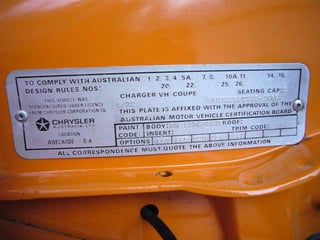 TO COMPLY WITH AUSTRALIAN 1 2, 3, 4 5A, 7, 8, 10A, 11, 14, 15,
DESIGN RULES NOS: 20, 22, 25, 26,
CHARGER VH COUPE SEATING CAP:
THIS VEHICLE WAS
MANUFACTURED UNDER LICENCE
FROM CHRYSLER CORPORATION BY
THIS PLATE IS AFFIXED WITH THE APPROVAL OF THE
AUSTRALIAN MOTOR VEHICLE CERTIFICATION BOARD
CHRYSLER
AUSTRALIA LTD.
LOCATION
ADELAIDE S.A.
PAINT BODY: ROOF:
TRIM CODE:
OPTIONS
ALL CORRESPONDENCE MUST QUOTE THE ABOVE INFORMATION